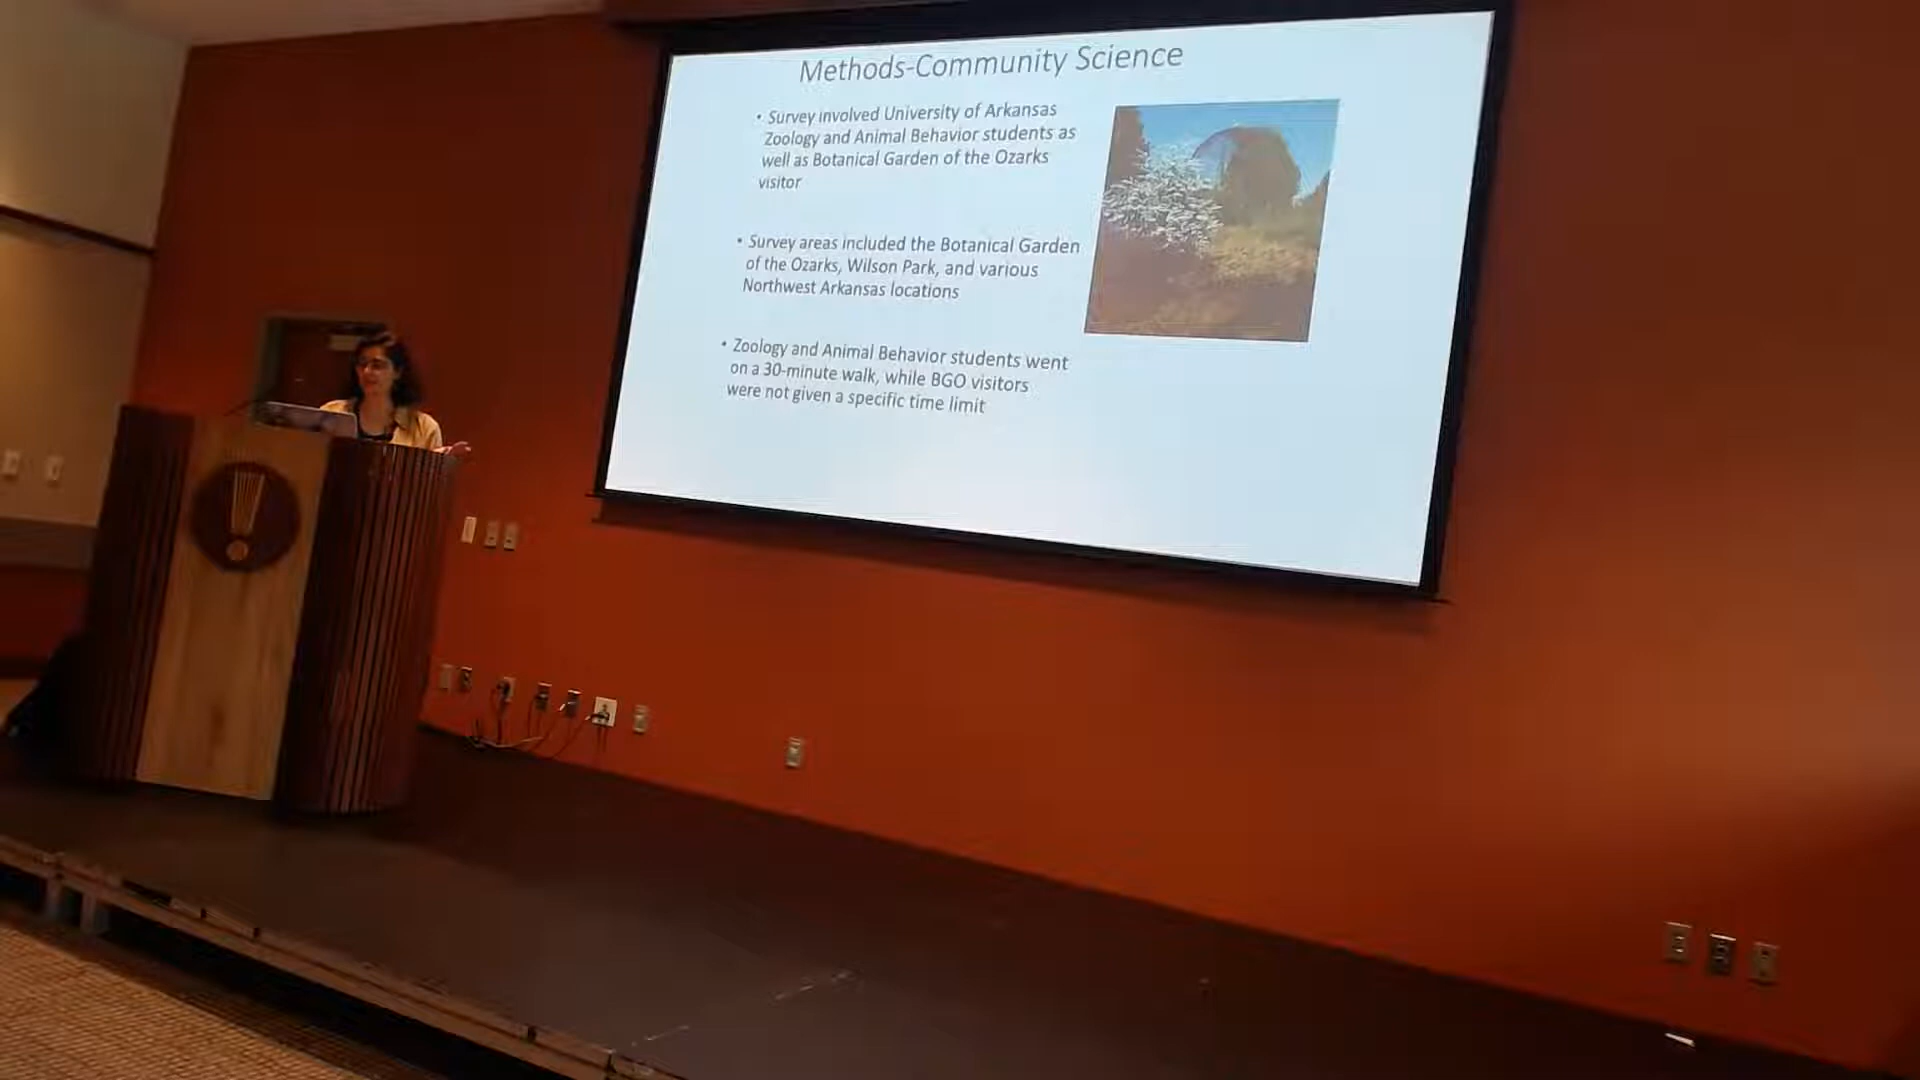 Methods-Community Science
• Survey involved University of Arkansas
Zoology and Animal Behavior students as
well as Botanical Garden of the Ozarks
visitor
• Survey areas included the Botanical Garden
of the Ozarks, Wilson Park, and various
Northwest Arkansas locations
• Zoology and Animal Behavior students went
on a 30-minute walk, while BGO visitors
were not given a specific time limit